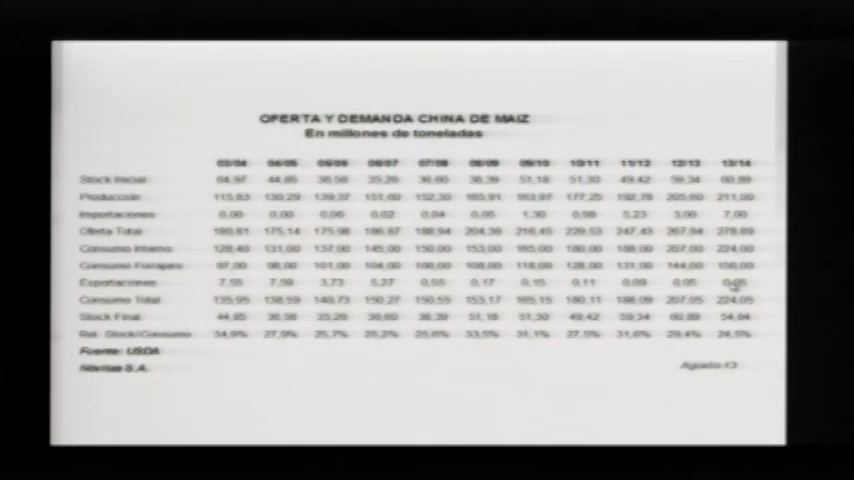 OFERTA Y DEMANDA CHINA DE MAIZ
En millones de toneladas
03/04 04/05 05/06 06/07 07/08 08/09 09/10 10/11 11/12 12/13 13/14
Stock Inicial 64,97 44,85 36,56 35,26 36,60 38,39 51,18 51,30 49,42 59,34 60,89
Producción 115,83 130,29 139,37 151,60 152,30 165,91 163,97 177,25 192,78 205,60 211,00
Importaciones 0,00 0,00 0,06 0,02 0,04 0,05 1,30 0,98 5,23 3,00 7,00
Oferta Total 180,81 175,14 175,98 186,87 188,94 204,36 216,45 229,53 247,43 267,94 278,89
Consumo Interno 128,40 131,00 137,00 145,00 150,00 153,00 165,00 180,00 188,00 207,00 224,00
Consumo Forrajero 97,00 98,00 101,00 104,00 108,00 108,00 118,00 128,00 131,00 144,00 156,00
Exportaciones 7,55 7,59 3,73 5,27 0,55 0,17 0,15 0,11 0,09 0,05 0,05
Consumo Total 135,95 138,59 140,73 150,27 150,55 153,17 165,15 180,11 188,09 207,05 224,05
Stock Final 44,85 36,56 35,26 36,60 38,39 51,18 51,30 49,42 59,34 60,89 54,84
Rel. Stock/Consumo 34,9% 27,9% 25,7% 25,2% 25,6% 33,5% 31,1% 27,5% 31,6% 29,4% 24,5%
Fuente: USDA
Nóvitas S.A. Agosto-13